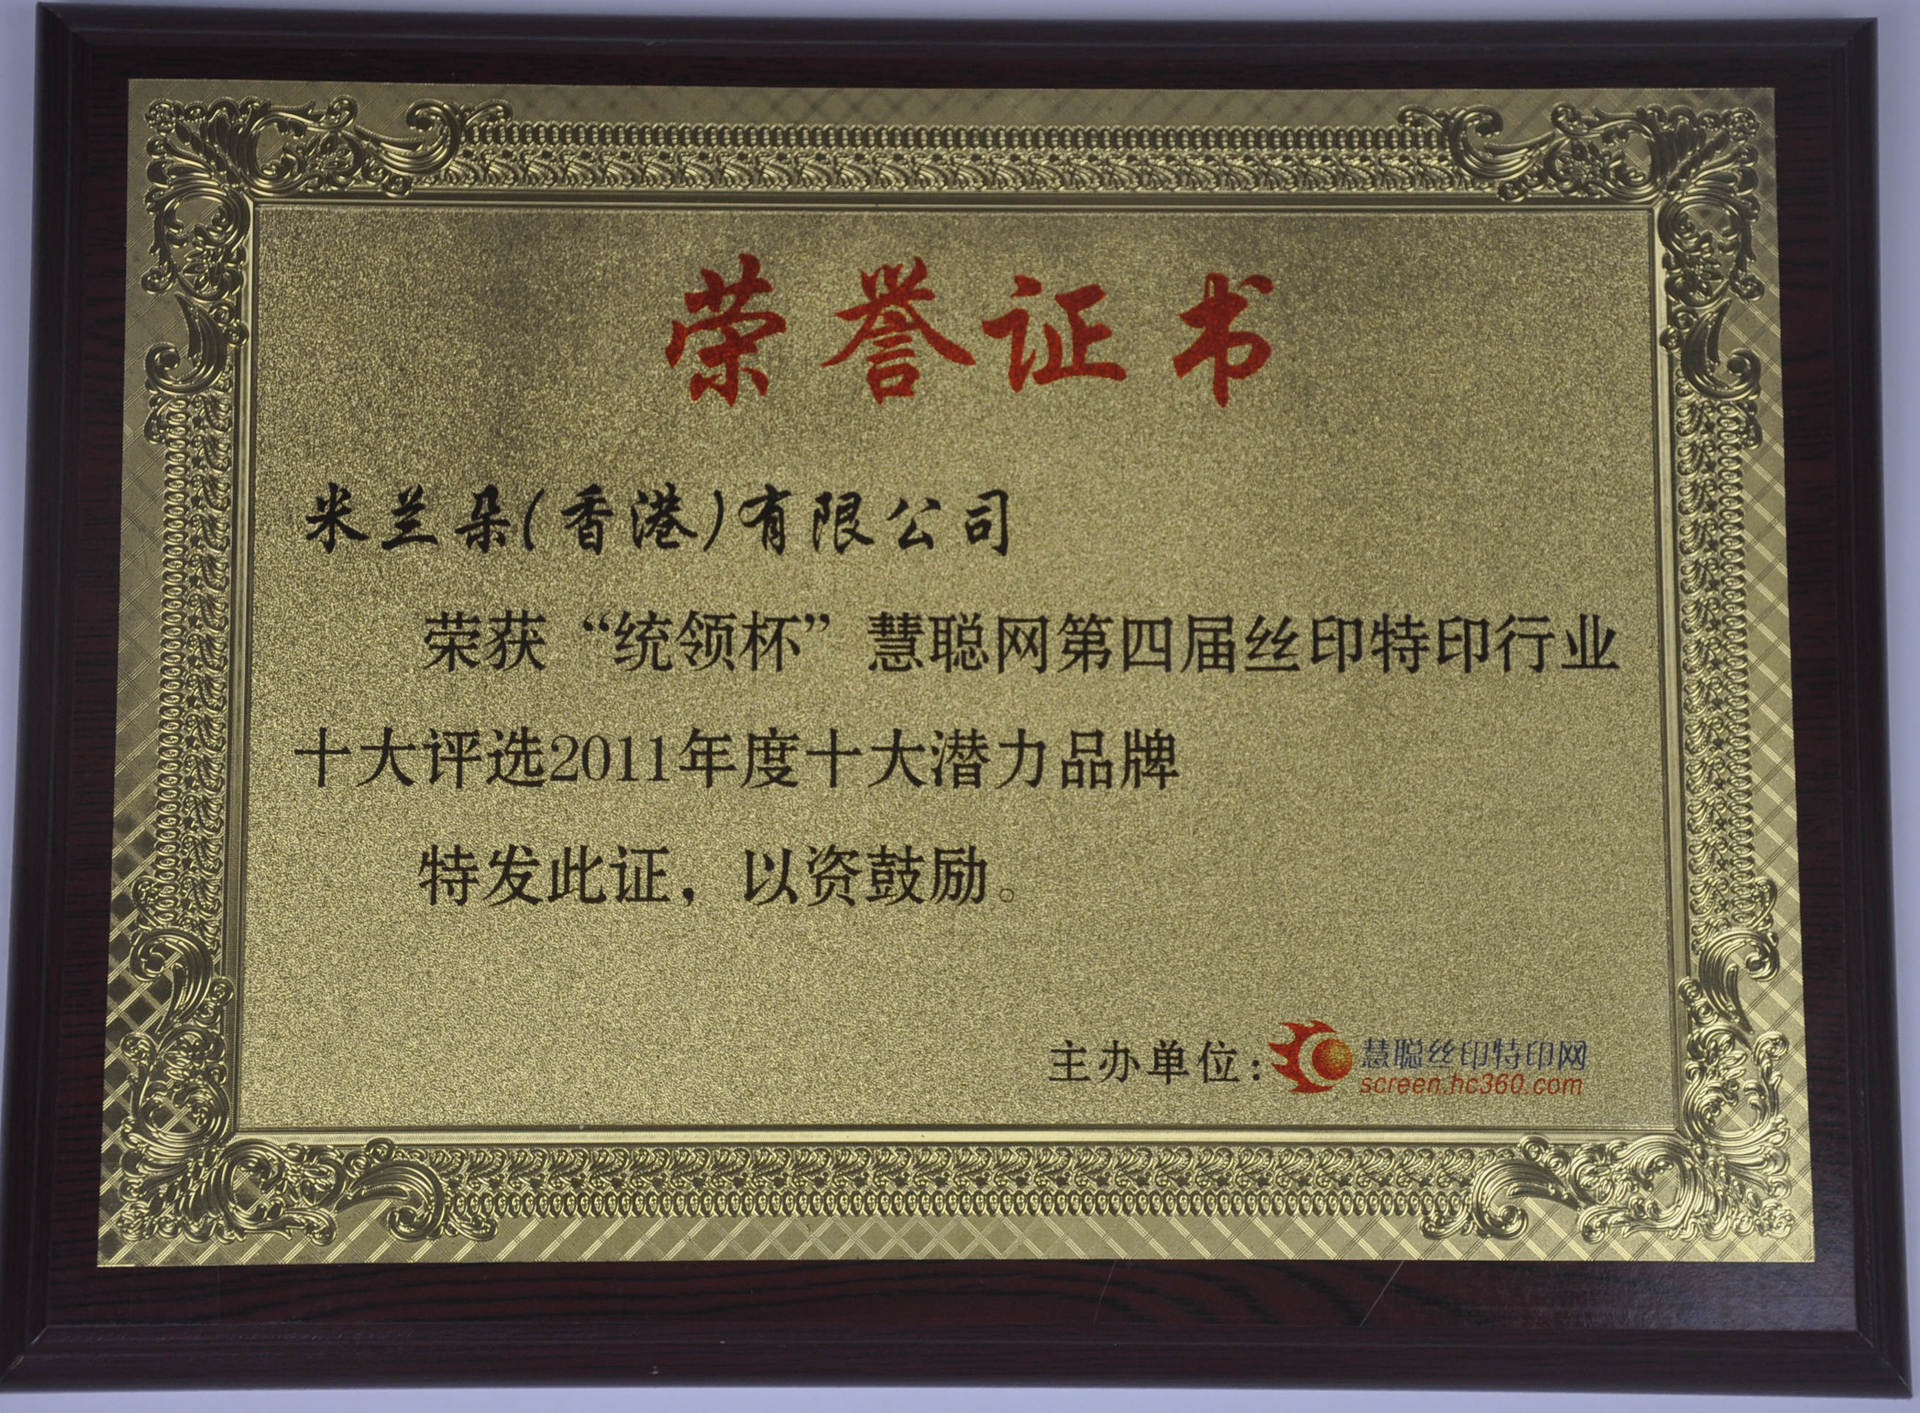 荣誉证书
米兰朵(香港)有限公司
荣获“统领杯”慧聪网第四届丝印特印行业
十大评选2011年度十大潜力品牌
特发此证，以资鼓励。
主办单位：慧聪丝印特印网
screen.hc360.com